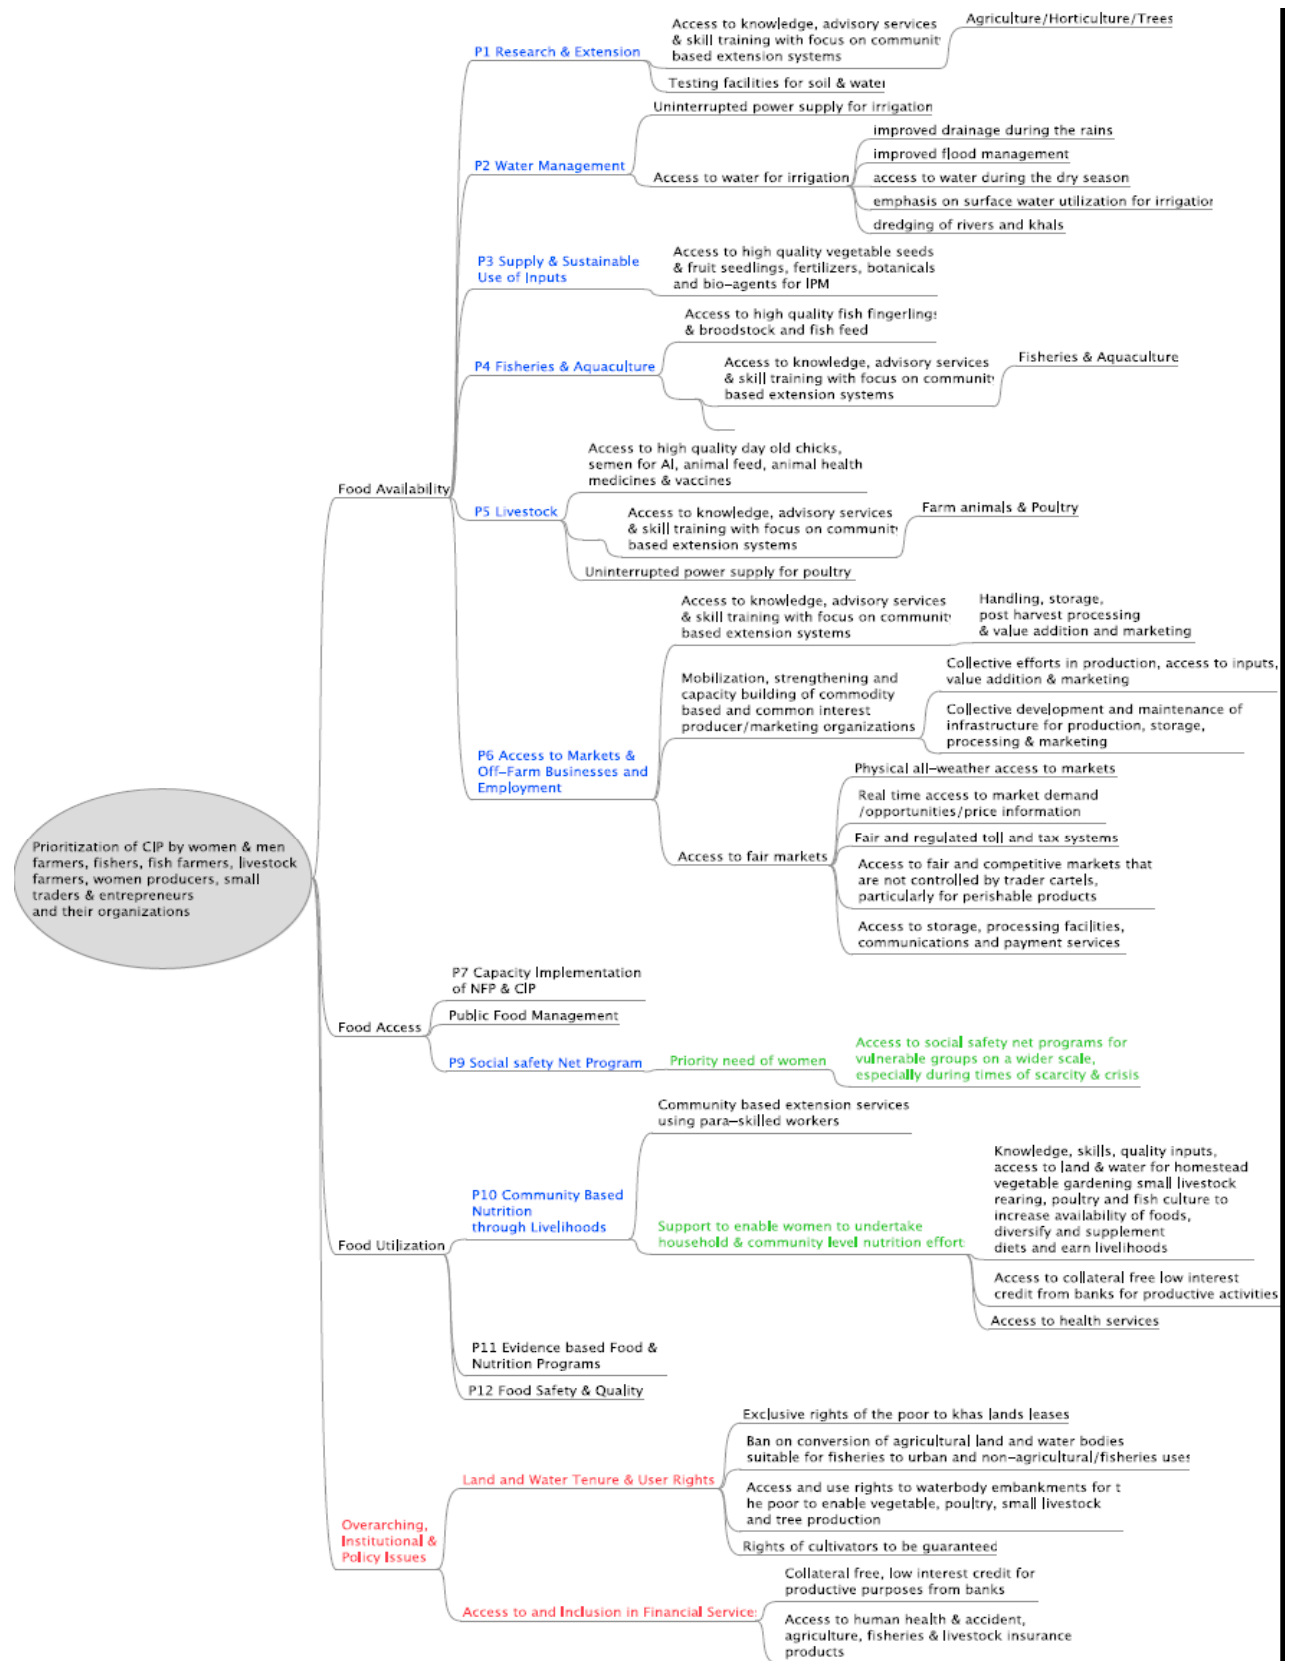 Prioritization of CIP by women & men
farmers, fishers, fish farmers, livestock
farmers, women producers, small
traders & entrepreneurs
and their organizations
Food Availability
P1 Research & Extension
Access to knowledge, advisory services
& skill training with focus on communit
based extension systems
Agriculture/Horticulture/Trees
Testing facilities for soil & water
P2 Water Management
Uninterrupted power supply for irrigation
Access to water for irrigation
improved drainage during the rains
improved flood management
access to water during the dry season
emphasis on surface water utilization for irrigation
dredging of rivers and khals
P3 Supply & Sustainable
Use of Inputs
Access to high quality vegetable seeds
& fruit seedlings, fertilizers, botanicals
and bio-agents for IPM
P4 Fisheries & Aquaculture
Access to high quality fish fingerlings
& broodstock and fish feed
Access to knowledge, advisory services
& skill training with focus on communit
based extension systems
Fisheries & Aquaculture
P5 Livestock
Access to high quality day old chicks,
semen for AI, animal feed, animal health
medicines & vaccines
Access to knowledge, advisory services
& skill training with focus on communit
based extension systems
Farm animals & Poultry
Uninterrupted power supply for poultry
P6 Access to Markets &
Off-Farm Businesses and
Employment
Access to knowledge, advisory services
& skill training with focus on communit
based extension systems
Handling, storage,
post harvest processing
& value addition and marketing
Mobilization, strengthening and
capacity building of commodity
based and common interest
producer/marketing organizations
Collective efforts in production, access to inputs,
value addition & marketing
Collective development and maintenance of
infrastructure for production, storage,
processing & marketing
Access to fair markets
Physical all-weather access to markets
Real time access to market demand
/opportunities/price information
Fair and regulated toll and tax systems
Access to fair and competitive markets that
are not controlled by trader cartels,
particularly for perishable products
Access to storage, processing facilities,
communications and payment services
Food Access
P7 Capacity Implementation
of NFP & CIP
Public Food Management
P9 Social safety Net Program
Priority need of women
Access to social safety net programs for
vulnerable groups on a wider scale,
especially during times of scarcity & crisis
Food Utilization
P10 Community Based
Nutrition
through Livelihoods
Community based extension services
using para-skilled workers
Support to enable women to undertake
household & community level nutrition effort
Knowledge, skills, quality inputs,
access to land & water for homestead
vegetable gardening small livestock
rearing, poultry and fish culture to
increase availability of foods,
diversify and supplement
diets and earn livelihoods
Access to collateral free low interest
credit from banks for productive activities
Access to health services
P11 Evidence based Food &
Nutrition Programs
P12 Food Safety & Quality
Overarching,
Institutional &
Policy Issues
Land and Water Tenure & User Rights
Exclusive rights of the poor to khas lands leases
Ban on conversion of agricultural land and water bodies
suitable for fisheries to urban and non-agricultural/fisheries uses
Access and use rights to waterbody embankments for t
he poor to enable vegetable, poultry, small livestock
and tree production
Rights of cultivators to be guaranteed
Access to and Inclusion in Financial Services
Collateral free, low interest credit for
productive purposes from banks
Access to human health & accident,
agriculture, fisheries & livestock insurance
products